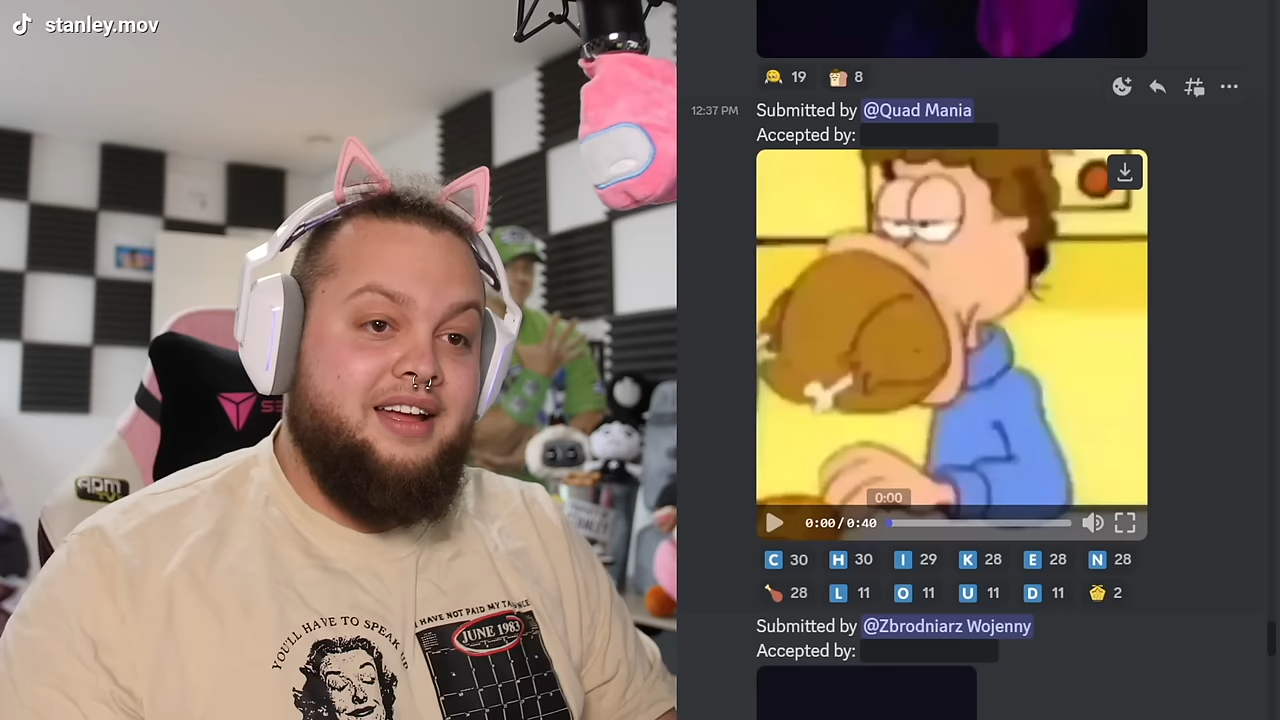 stanley.mov
19
8
12:37 PM
Submitted by @Quad Mania
Accepted by:
0:00
0:00/0:40
C 30 H 30 I 29 K 28 E 28 N 28
28 L 11 O 11 U 11 D 11 2
Submitted by @Zbrodniarz Wojenny
Accepted by:
YOU'LL HAVE TO SPEAK UP
I HAVE NOT PAID MY
JUNE 1983